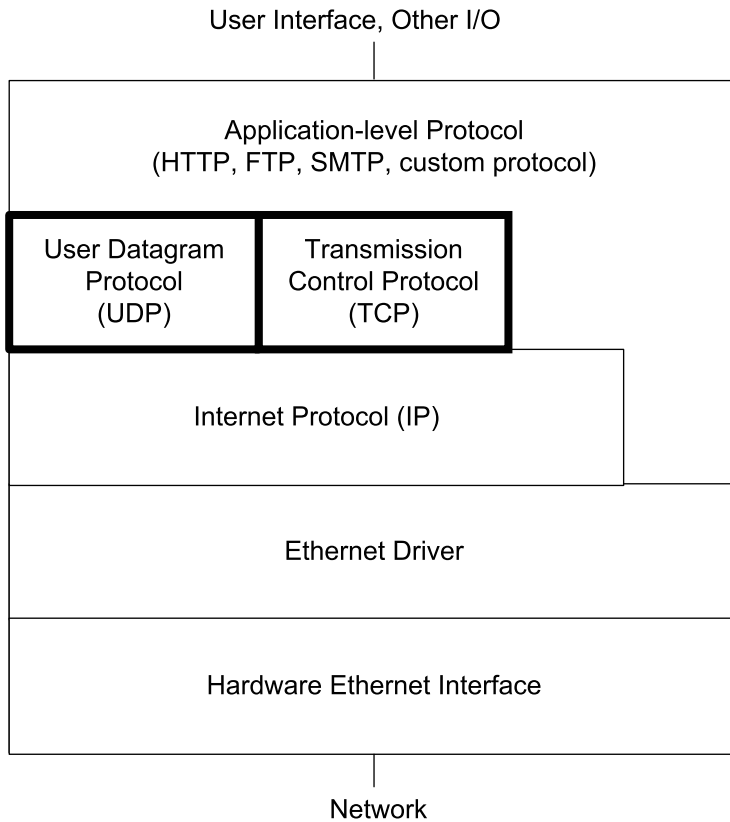 User Interface, Other I/O
Application-level Protocol
(HTTP, FTP, SMTP, custom protocol)
User Datagram
Protocol
(UDP)
Transmission
Control Protocol
(TCP)
Internet Protocol (IP)
Ethernet Driver
Hardware Ethernet Interface
Network